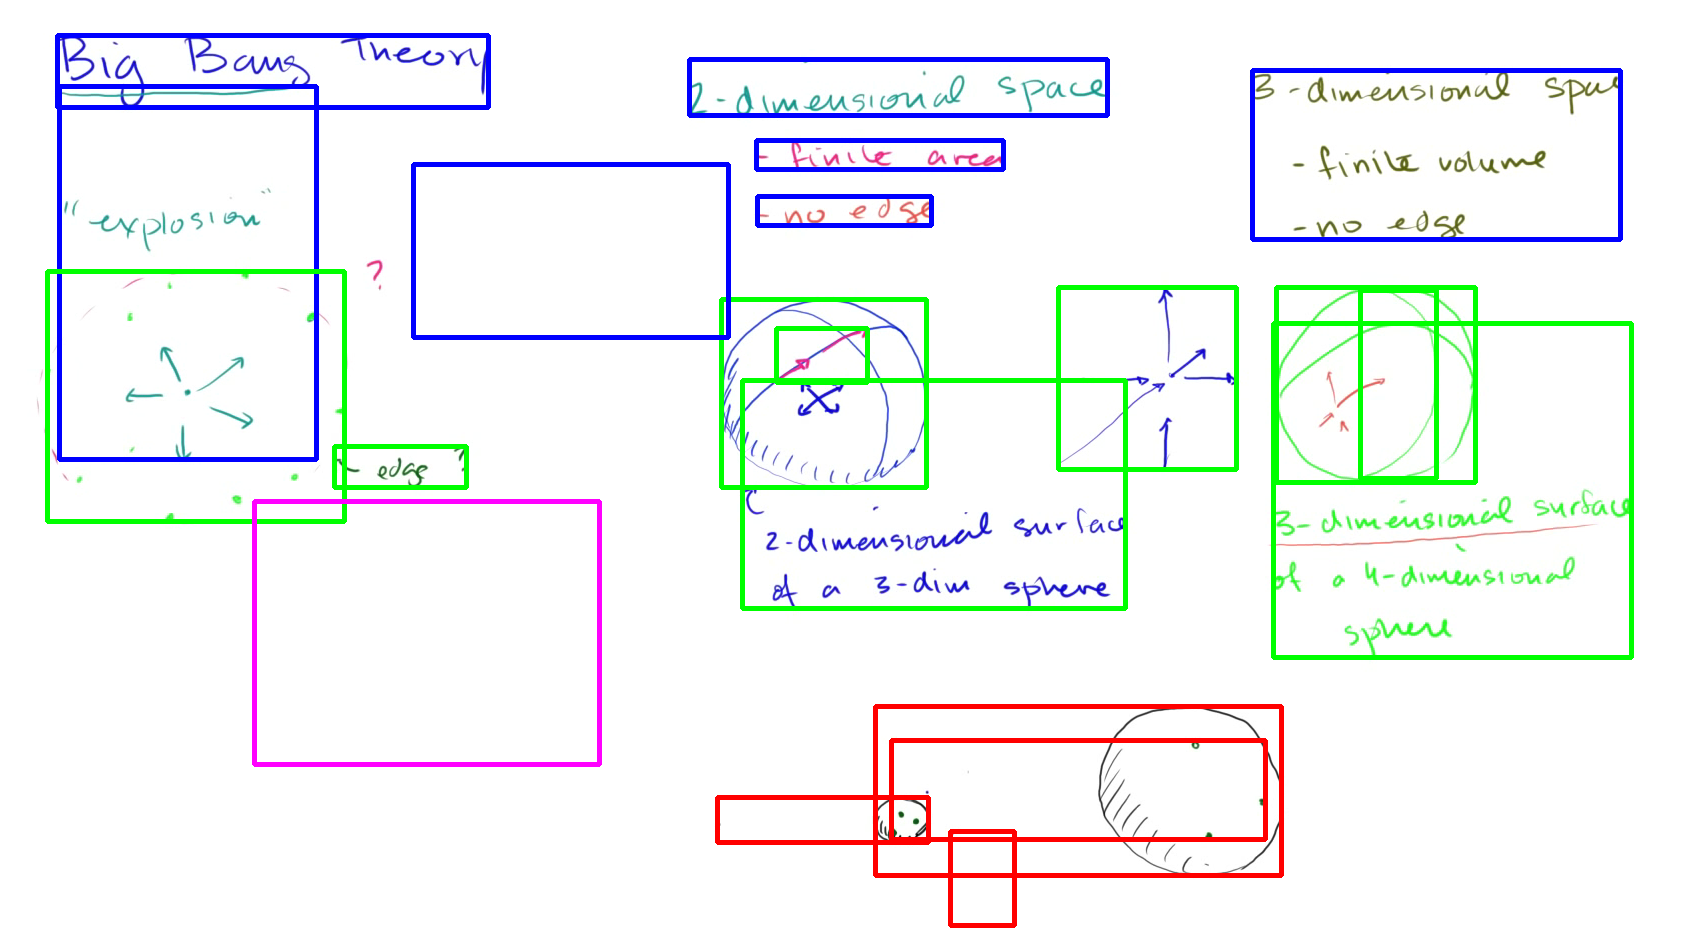 Big Bang Theory
"explosion"
?
edge ?
2-dimensional space
- finite area
- no edge
2-dimensional surface
of a 3-dim sphere
3-dimensional space
- finite volume
- no edge
3-dimensional surface
of a 4-dimensional
sphere